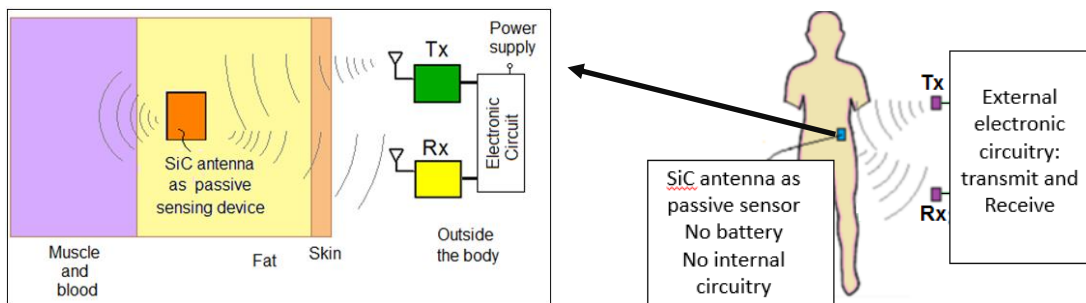 Power
supply
Tx
Electronic
Circuit
Rx
SiC antenna
as passive
sensing device
Muscle
and
blood
Fat
Skin
Outside
the body
Tx
Rx
External
electronic
circuitry:
transmit and
Receive
SiC antenna as
passive sensor
No battery
No internal
circuitry